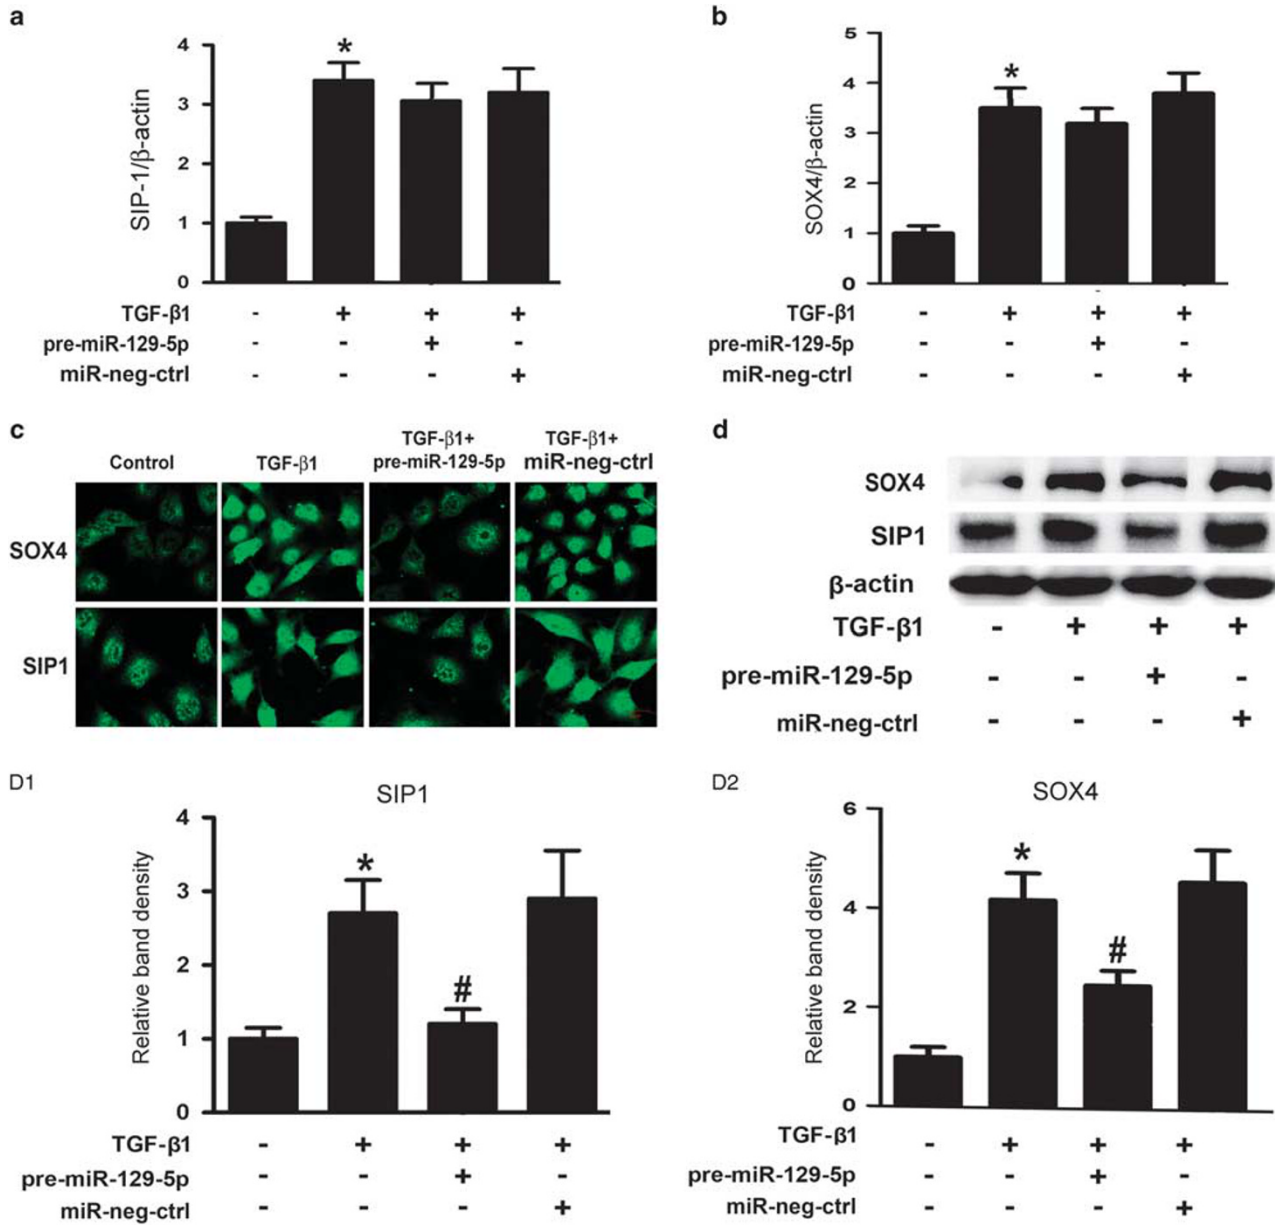 a
SIP-1/β-actin
4
3
2
1
0
*
TGF-β1 - + + +
pre-miR-129-5p - - + -
miR-neg-ctrl - - - +
b
SOX4/β-actin
5
4
3
2
1
0
*
TGF-β1 - + + +
pre-miR-129-5p - - + -
miR-neg-ctrl - - - +
c
Control
TGF-β1
TGF-β1+
pre-miR-129-5p
TGF-β1+
miR-neg-ctrl
SOX4
SIP1
d
SOX4
SIP1
β-actin
TGF-β1 - + + +
pre-miR-129-5p - - + -
miR-neg-ctrl - - - +
D1
SIP1
Relative band density
4
3
2
1
0
*
#
TGF-β1 - + + +
pre-miR-129-5p - - + -
miR-neg-ctrl - - - +
D2
SOX4
Relative band density
6
4
2
0
*
#
TGF-β1 - + + +
pre-miR-129-5p - - + -
miR-neg-ctrl - - - +